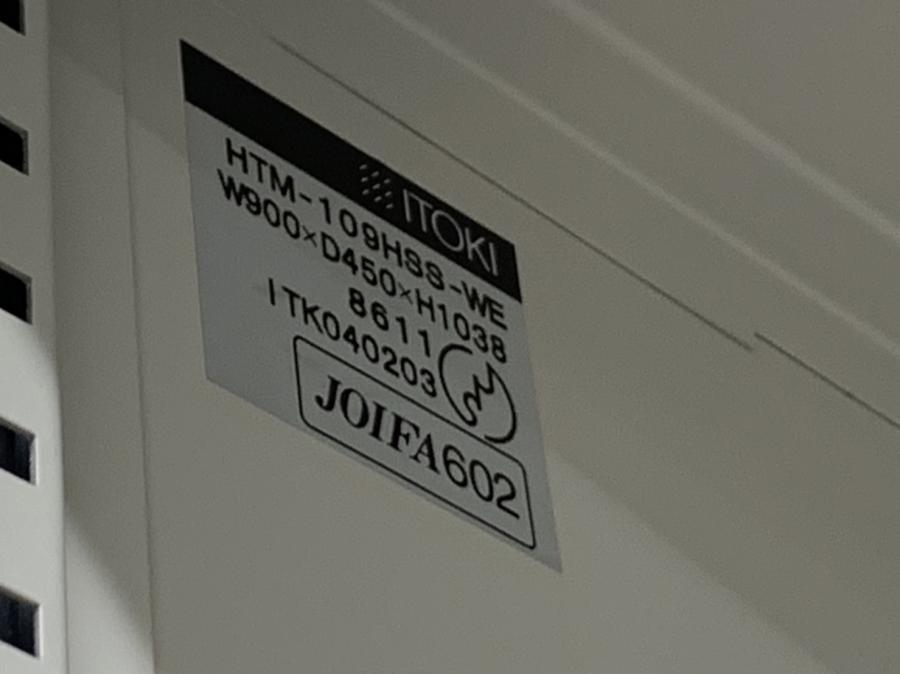 ITOKI
HTM-109HSS-WE
W900×D450×H1038
8611
ITK040203
JOIFA602